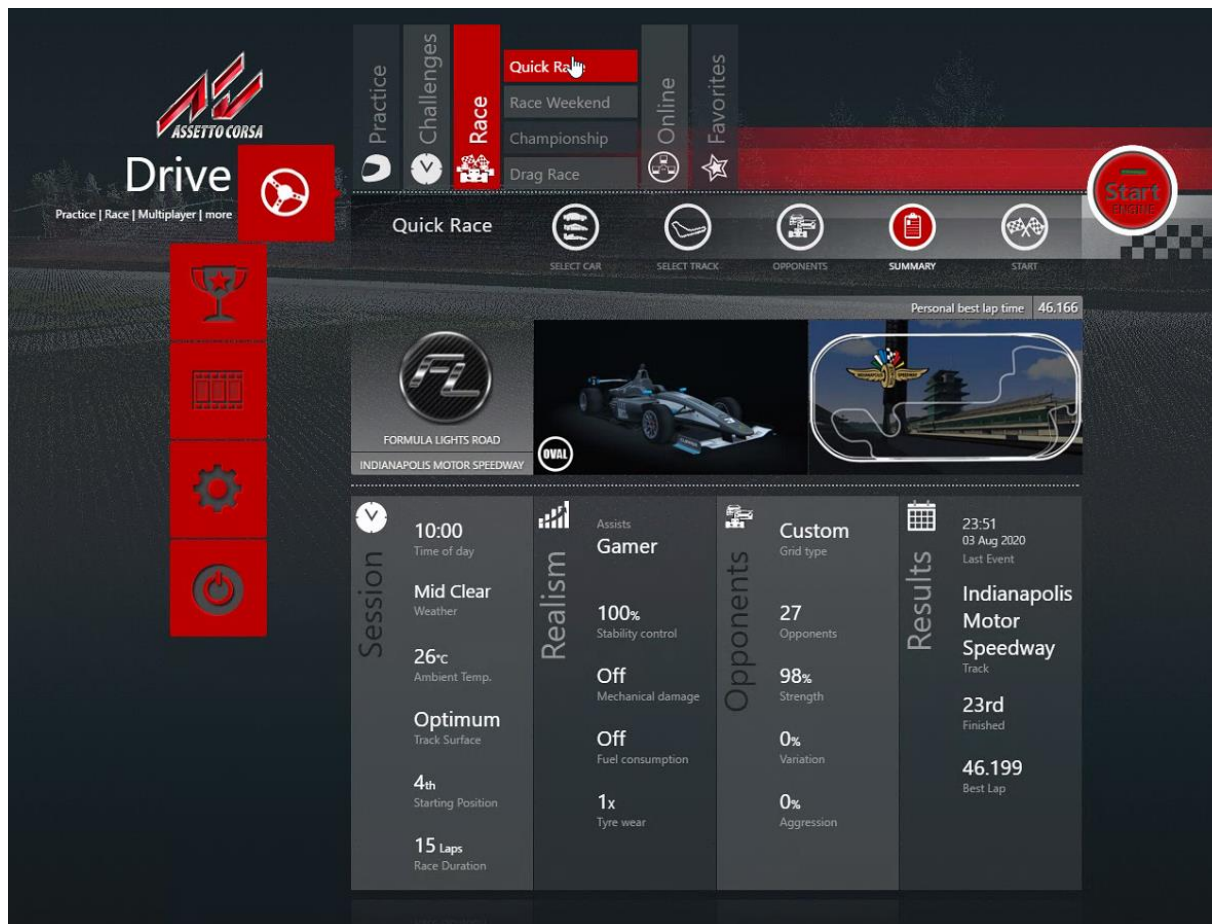 ASSETTO CORSA
Drive
Practice | Race | Multiplayer | more
Practice
Challenges
Race
Quick Race
Race Weekend
Championship
Drag Race
Online
Favorites
Start
ENGINE
Quick Race
SELECT CAR
SELECT TRACK
OPPONENTS
SUMMARY
START
Personal best lap time 46.166
FL
FORMULA LIGHTS ROAD
INDIANAPOLIS MOTOR SPEEDWAY
OVAL
INDIANAPOLIS MOTOR SPEEDWAY
Session
10:00
Time of day
Mid Clear
Weather
26°C
Ambient Temp.
Optimum
Track Surface
4th
Starting Position
15 Laps
Race Duration
Realism
Assists
Gamer
100%
Stability control
Off
Mechanical damage
Off
Fuel consumption
1x
Tyre wear
Opponents
Custom
Grid type
27
Opponents
98%
Strength
0%
Variation
0%
Aggression
Results
23:51
03 Aug 2020
Last Event
Indianapolis
Motor
Speedway
Track
23rd
Finished
46.199
Best Lap